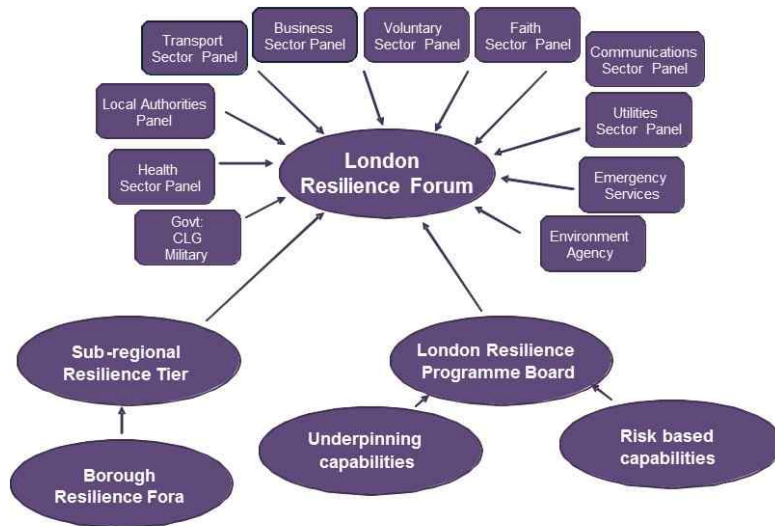 Transport
Sector Panel
Business
Sector Panel
Voluntary
Sector Panel
Faith
Sector Panel
Communications
Sector Panel
Local Authorities
Panel
Utilities
Sector Panel
Health
Sector Panel
London
Resilience Forum
Emergency
Services
Govt:
CLG
Military
Environment
Agency
Sub-regional
Resilience Tier
London Resilience
Programme Board
Underpinning
capabilities
Risk based
capabilities
Borough
Resilience Fora